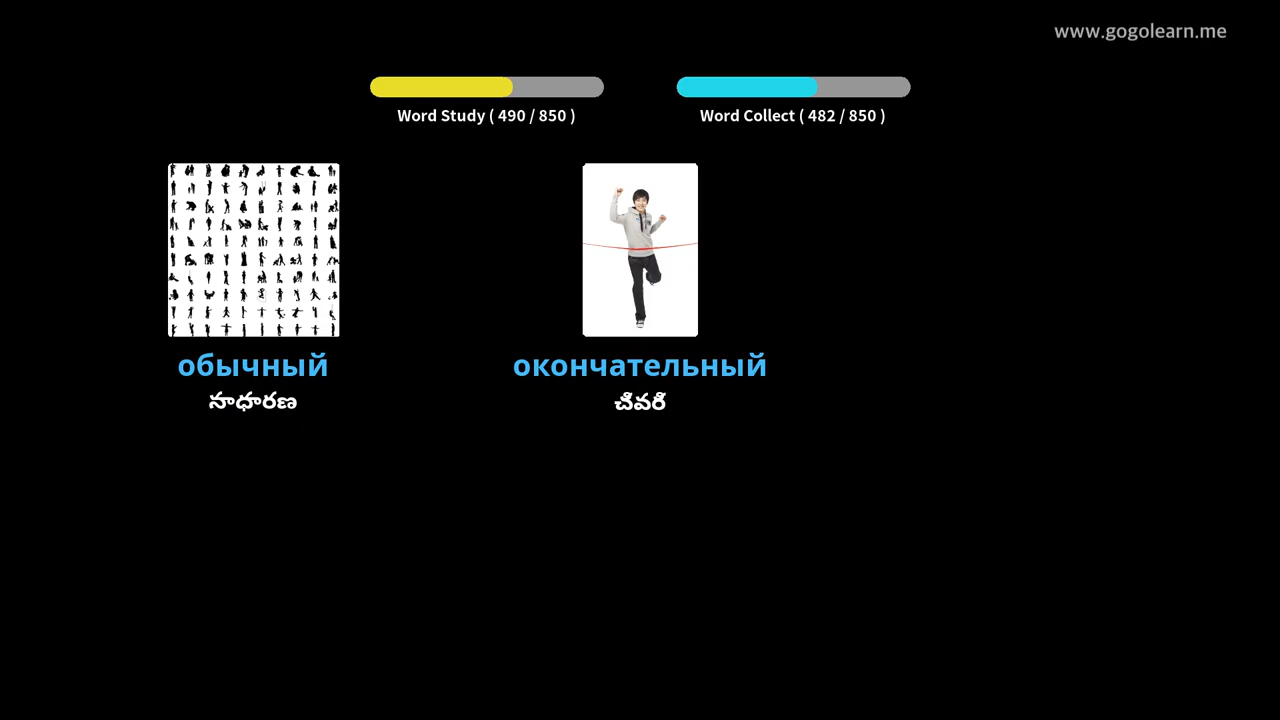 www.gogolearn.me
Word Study ( 490 / 850 )
Word Collect ( 482 / 850 )
обычный
సాధారణ
окончательный
చివరి